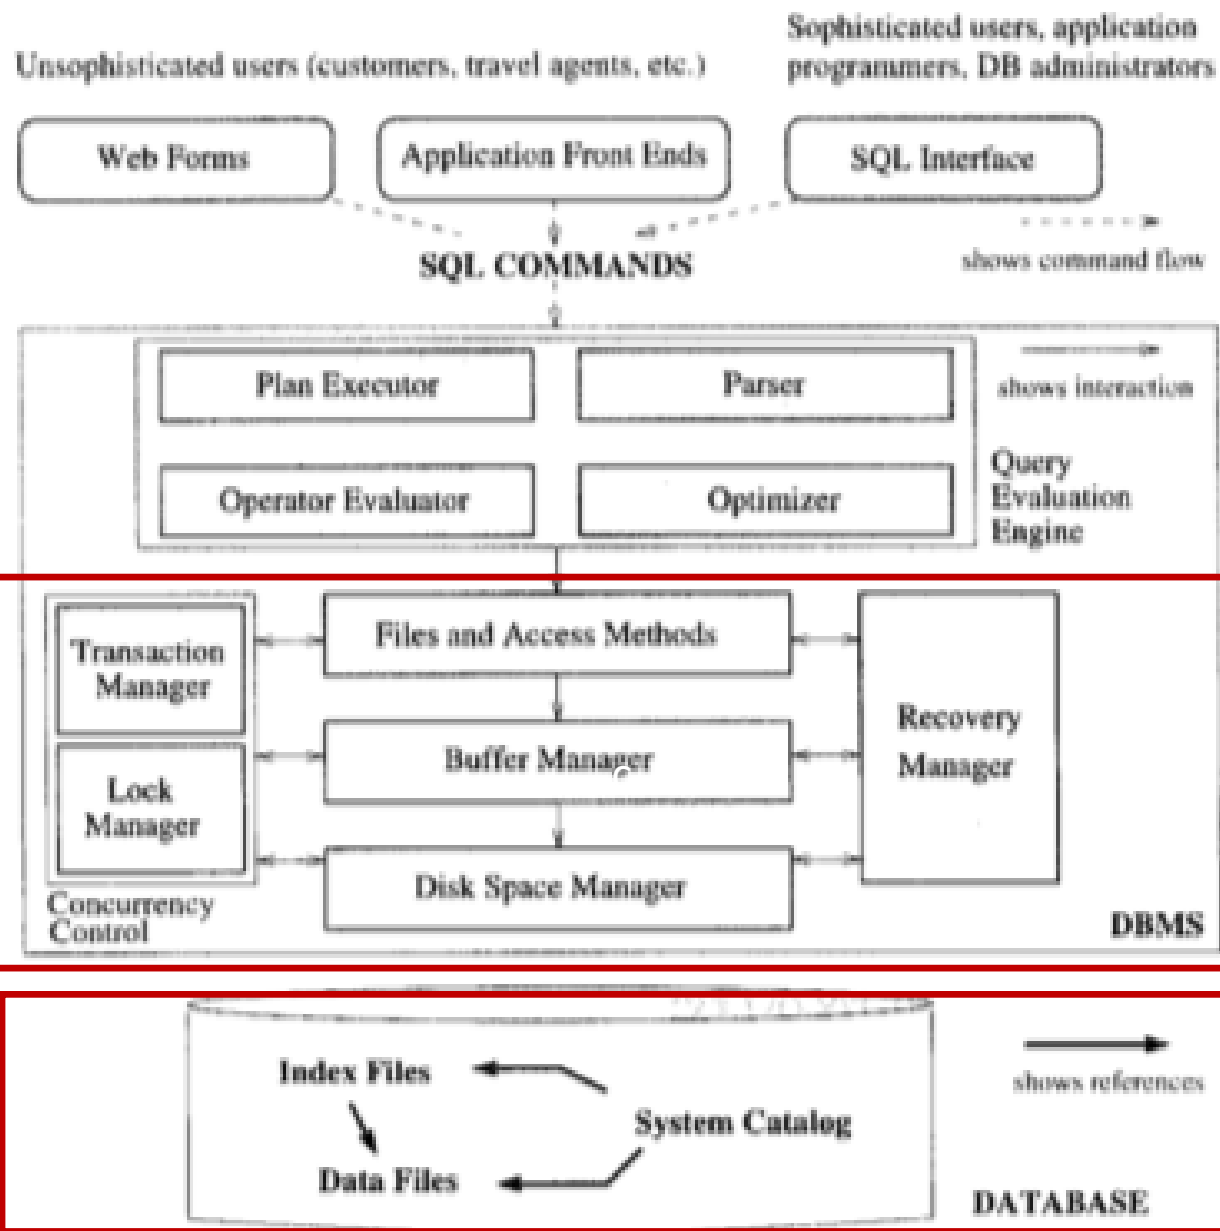 Sophisticated users, application
Unsophisticated users (customers, travel agents, etc.)
programmers, DB administrators
Web Forms
Application Front Ends
SQL Interface
SQL COMMANDS
shows command flow
Plan Executor
Parser
shows interaction
Operator Evaluator
Optimizer
Query
Evaluation
Engine
Transaction
Manager
Files and Access Methods
Recovery
Manager
Buffer Manager
Lock
Manager
Disk Space Manager
Concurrency
Control
DBMS
Index Files
shows references
System Catalog
Data Files
DATABASE